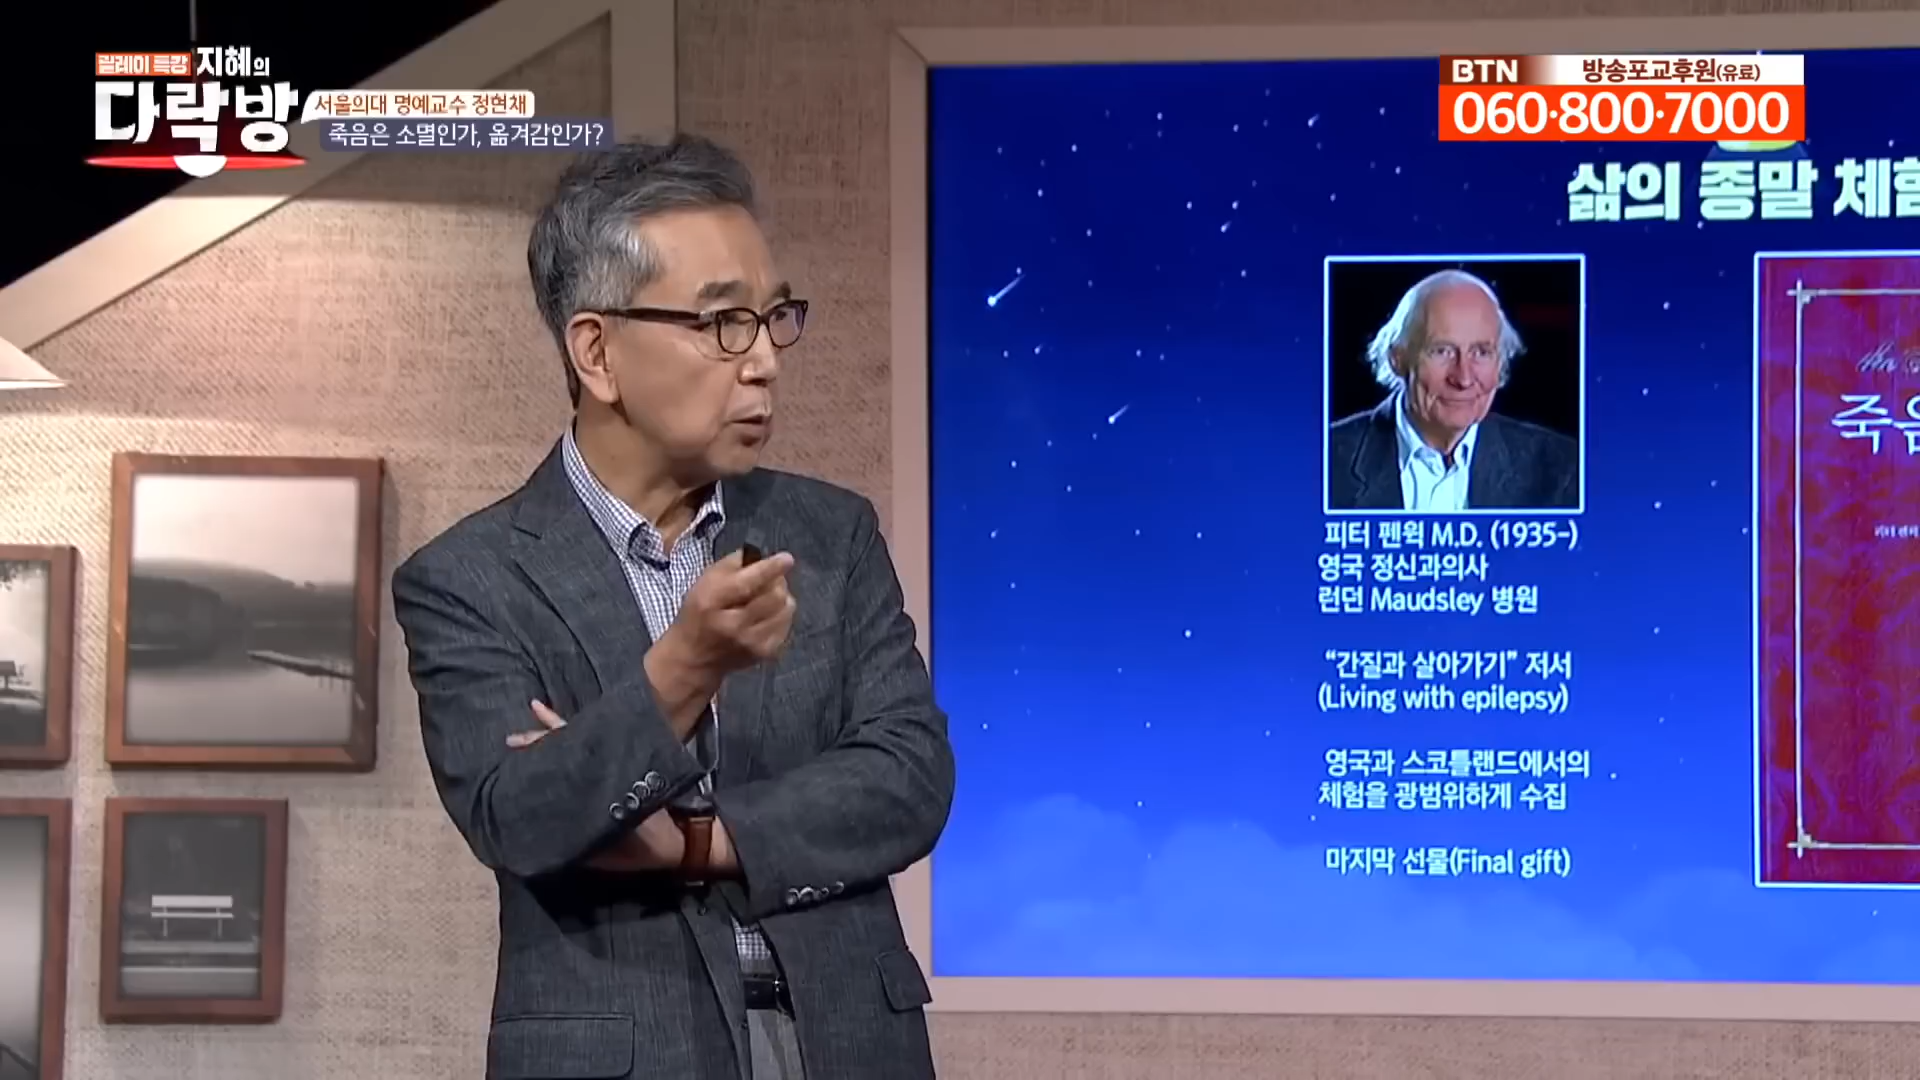 릴레이 특강 지혜의
다락방
서울의대 명예교수 정현채
죽음은 소멸인가, 옮겨감인가?
BTN 방송포교후원(유료)
060·800·7000
삶의 종말 체험
피터 펜윅 M.D. (1935-)
영국 정신과의사
런던 Maudsley 병원
“간질과 살아가기” 저서
(Living with epilepsy)
영국과 스코틀랜드에서의
체험을 광범위하게 수집
마지막 선물(Final gift)
죽음